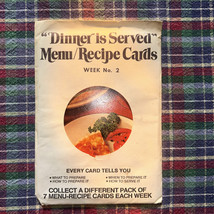 "'Dinner is Served'"
Menu/Recipe Cards
WEEK No. 2
EVERY CARD TELLS YOU
• WHAT TO PREPARE • WHEN TO PREPARE IT
• HOW TO PREPARE IT • HOW TO SERVE IT
COLLECT A DIFFERENT PACK OF
7 MENU-RECIPE CARDS EACH WEEK